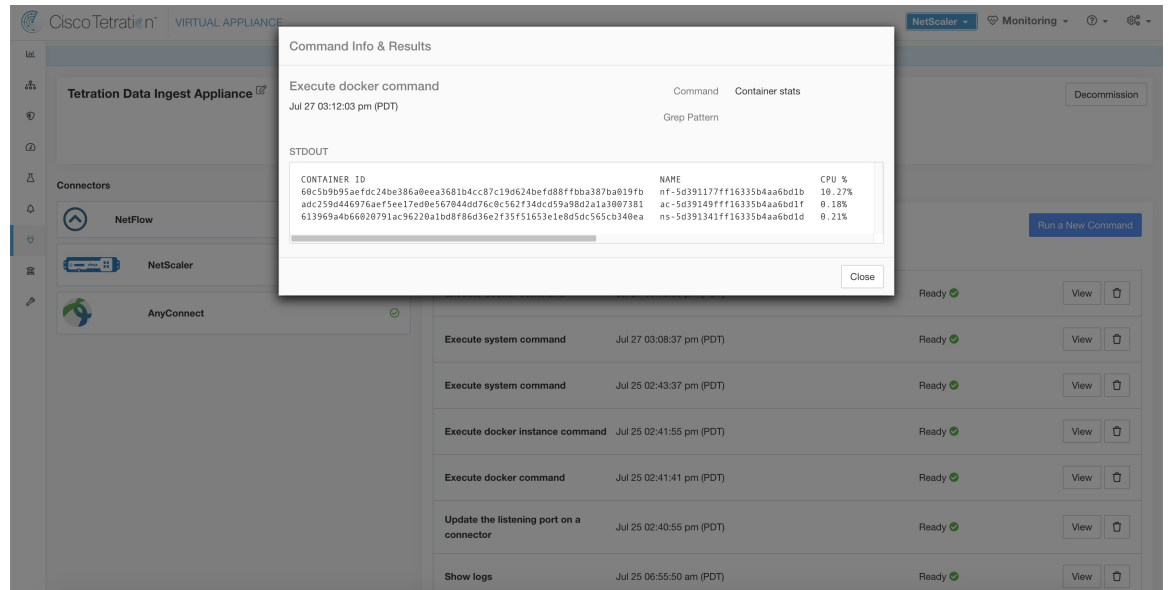 Cisco Tetration VIRTUAL APPLIANCE
NetScaler
Monitoring
Tetration Data Ingest Appliance
Decommission
Connectors
NetFlow
NetScaler
AnyConnect
Command Info & Results
Execute docker command
Jul 27 03:12:03 pm (PDT)
Command Container stats
Grep Pattern
STDOUT
CONTAINER ID NAME CPU %
60c5b9b95aefdc24be386a0eea3681b4cc87c19d624befd88ffbba387ba019fb nf-5d391177ff16335b4aa6bd1b 10.27%
adc259d446976aef5ee17ed0e567044dd76c0c562f34dcd59a98d2a1a3007381 ac-5d39149fff16335b4aa6bd1f 0.18%
613969a4b66020791ac96220a1bd8f86d36e2f35f51653e1e8d5dc565cb340ea ns-5d391341ff16335b4aa6bd1d 0.21%
Close
Run a New Command
Ready View
Execute system command Jul 27 03:08:37 pm (PDT) Ready View
Execute system command Jul 25 02:43:37 pm (PDT) Ready View
Execute docker instance command Jul 25 02:41:55 pm (PDT) Ready View
Execute docker command Jul 25 02:41:41 pm (PDT) Ready View
Update the listening port on a
connector Jul 25 02:40:55 pm (PDT) Ready View
Show logs Jul 25 06:55:50 am (PDT) Ready View